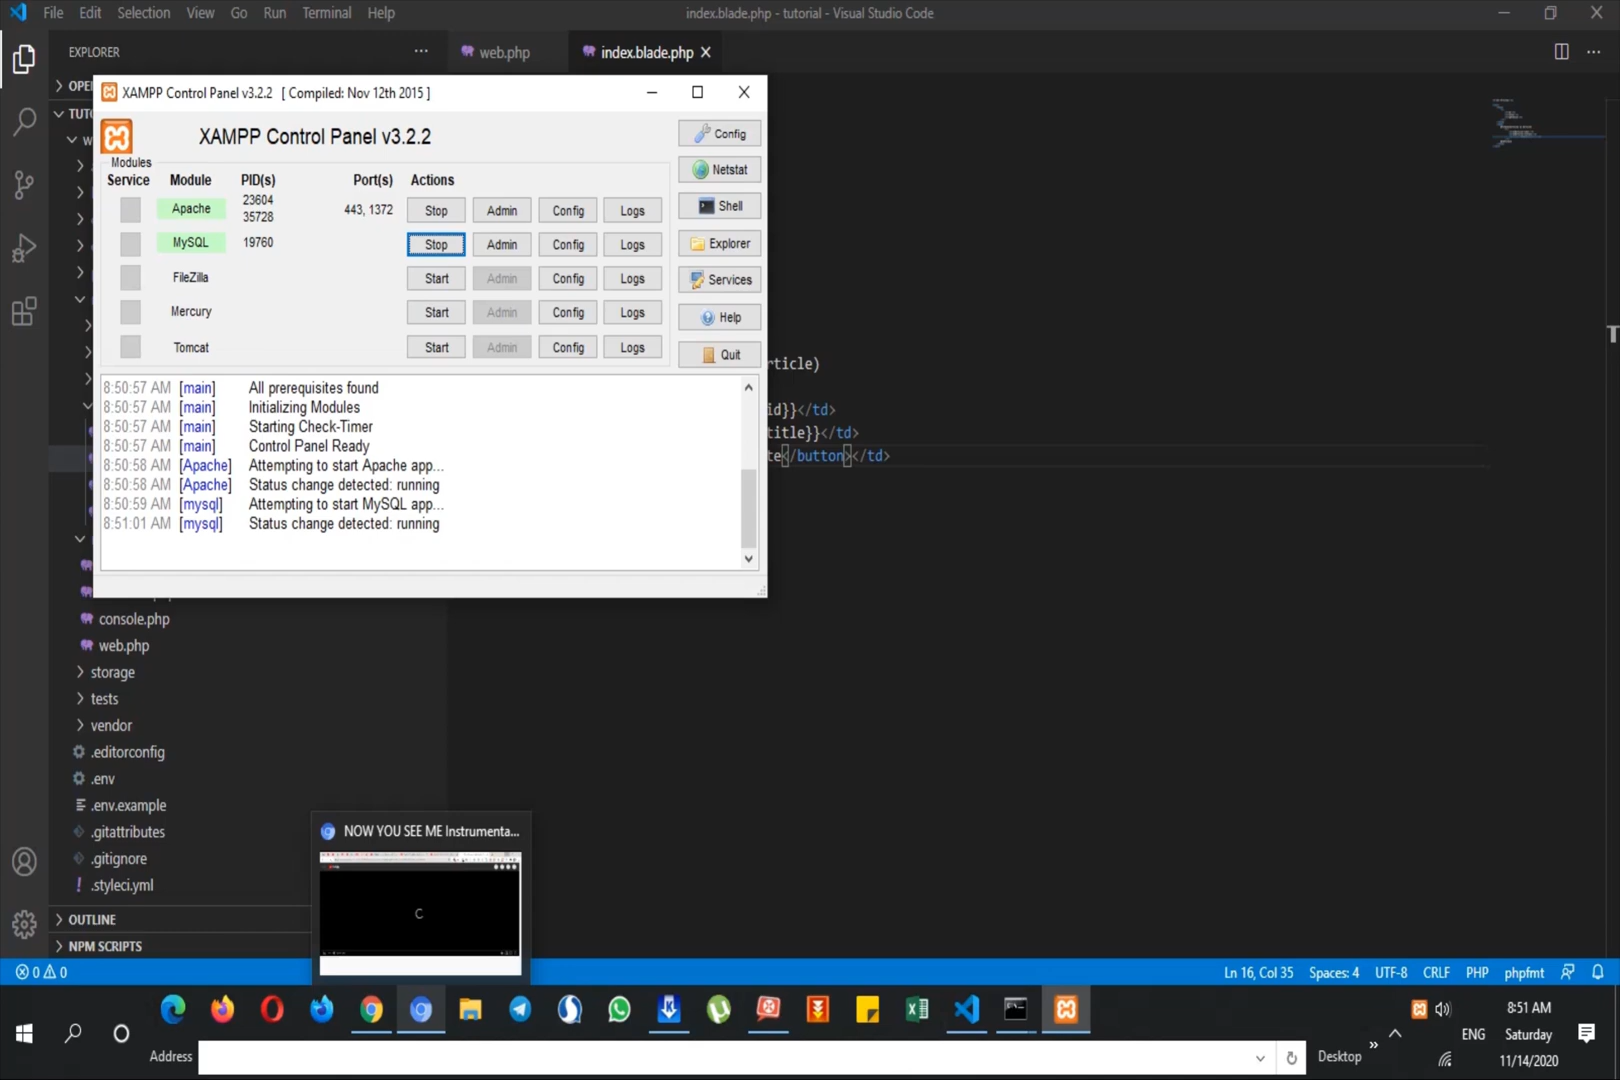 File Edit Selection View Go Run Terminal Help
index.blade.php - tutorial - Visual Studio Code
EXPLORER
web.php
index.blade.php
XAMPP Control Panel v3.2.2 [ Compiled: Nov 12th 2015 ]
XAMPP Control Panel v3.2.2
Config
Modules
Service Module PID(s) Port(s) Actions
Netstat
Apache 23604 35728 443, 1372 Stop Admin Config Logs
Shell
MySQL 19760 Stop Admin Config Logs
Explorer
FileZilla Start Admin Config Logs
Services
Mercury Start Admin Config Logs
Help
Tomcat Start Admin Config Logs
Quit
8:50:57 AM [main] All prerequisites found
8:50:57 AM [main] Initializing Modules
8:50:57 AM [main] Starting Check-Timer
8:50:57 AM [main] Control Panel Ready
8:50:58 AM [Apache] Attempting to start Apache app...
8:50:58 AM [Apache] Status change detected: running
8:50:59 AM [mysql] Attempting to start MySQL app...
8:51:01 AM [mysql] Status change detected: running
rticle)
id}}</td>
title}}</td>
te</button></td>
console.php
web.php
storage
tests
vendor
.editorconfig
.env
.env.example
.gitattributes
.gitignore
.styleci.yml
OUTLINE
NPM SCRIPTS
NOW YOU SEE ME Instrumenta...
0 0
Ln 16, Col 35 Spaces: 4 UTF-8 CRLF PHP phpfmt
Address
Desktop
ENG
8:51 AM
Saturday
11/14/2020